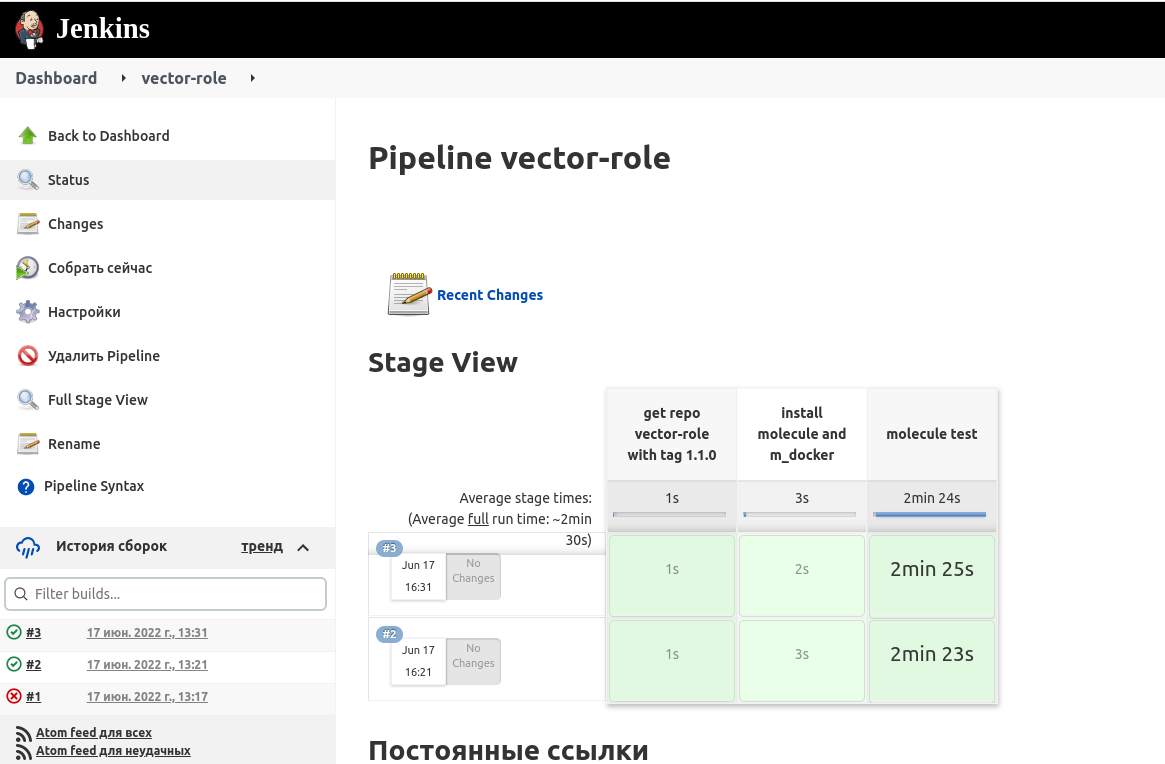 Jenkins
Dashboard
vector-role
Back to Dashboard
Status
Changes
Собрать сейчас
Настройки
Удалить Pipeline
Full Stage View
Rename
Pipeline Syntax
История сборок
тренд
Filter builds...
#3 17 июн. 2022 г., 13:31
#2 17 июн. 2022 г., 13:21
#1 17 июн. 2022 г., 13:17
Atom feed для всех
Atom feed для неудачных
Pipeline vector-role
Recent Changes
Stage View
get repo
vector-role
with tag 1.1.0
install
molecule and
m_docker
molecule test
Average stage times:
(Average full run time: ~2min
30s)
1s
3s
2min 24s
#3
Jun 17
16:31
No
Changes
1s
2s
2min 25s
#2
Jun 17
16:21
No
Changes
1s
3s
2min 23s
Постоянные ссылки